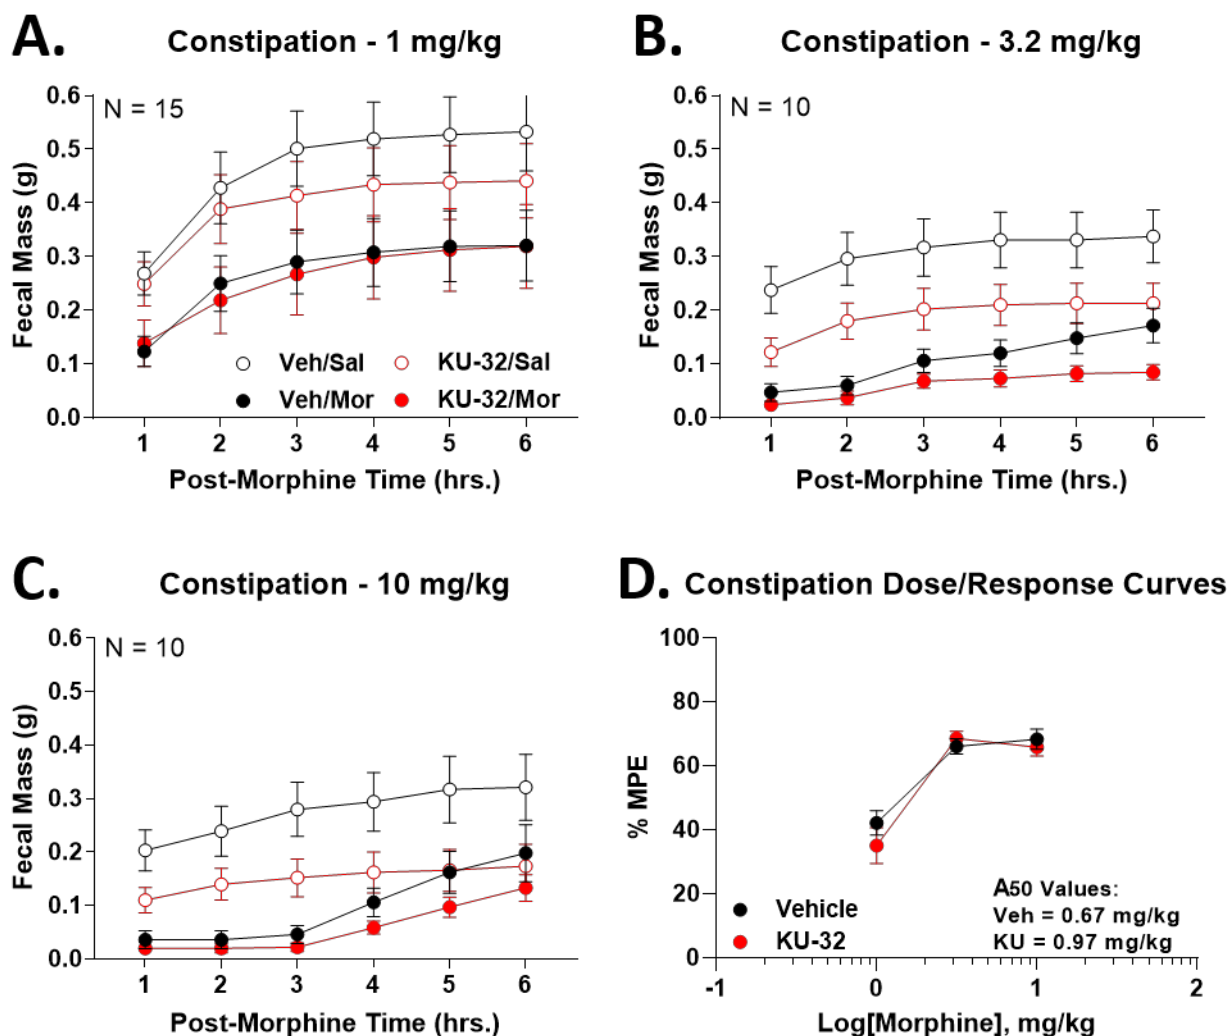 A. Constipation - 1 mg/kg
N = 15
Fecal Mass (g)
0.6
0.5
0.4
0.3
0.2
0.1
0.0
Veh/Sal
KU-32/Sal
Veh/Mor
KU-32/Mor
1 2 3 4 5 6
Post-Morphine Time (hrs.)
B. Constipation - 3.2 mg/kg
N = 10
Fecal Mass (g)
0.6
0.5
0.4
0.3
0.2
0.1
0.0
1 2 3 4 5 6
Post-Morphine Time (hrs.)
C. Constipation - 10 mg/kg
N = 10
Fecal Mass (g)
0.6
0.5
0.4
0.3
0.2
0.1
0.0
1 2 3 4 5 6
Post-Morphine Time (hrs.)
D. Constipation Dose/Response Curves
% MPE
100
80
60
40
20
0
Vehicle
KU-32
A50 Values:
Veh = 0.67 mg/kg
KU = 0.97 mg/kg
-1 0 1 2
Log[Morphine], mg/kg